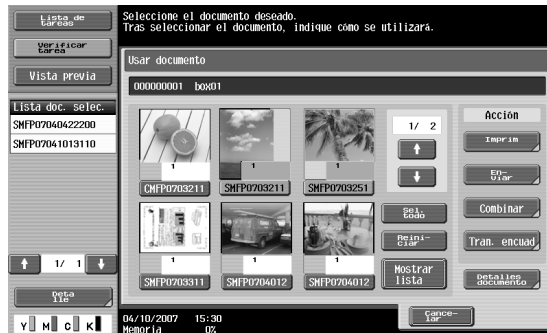 Lista de
tareas
Verificar
tarea
Vista previa
Lista doc. selec.
SMFP07040422200
SMFP07041013110
1/ 1
Deta
lle
Y M C K
Seleccione el documento deseado.
Tras seleccionar el documento, indique cómo se utilizará.
Usar documento
000000001 box01
1
CMFP0703211
1
SMFP0703211
1
SMFP0703251
1
SMFP0703311
1
SMFP0704012
1
SMFP0704012
1/ 2
Sel.
todo
Reini-
ciar
Mostrar
lista
Acción
Imprim
En-
viar
Combinar
Tran. encuad
Detalles
documento
04/10/2007 15:30
Memoria 0%
Cance-
lar